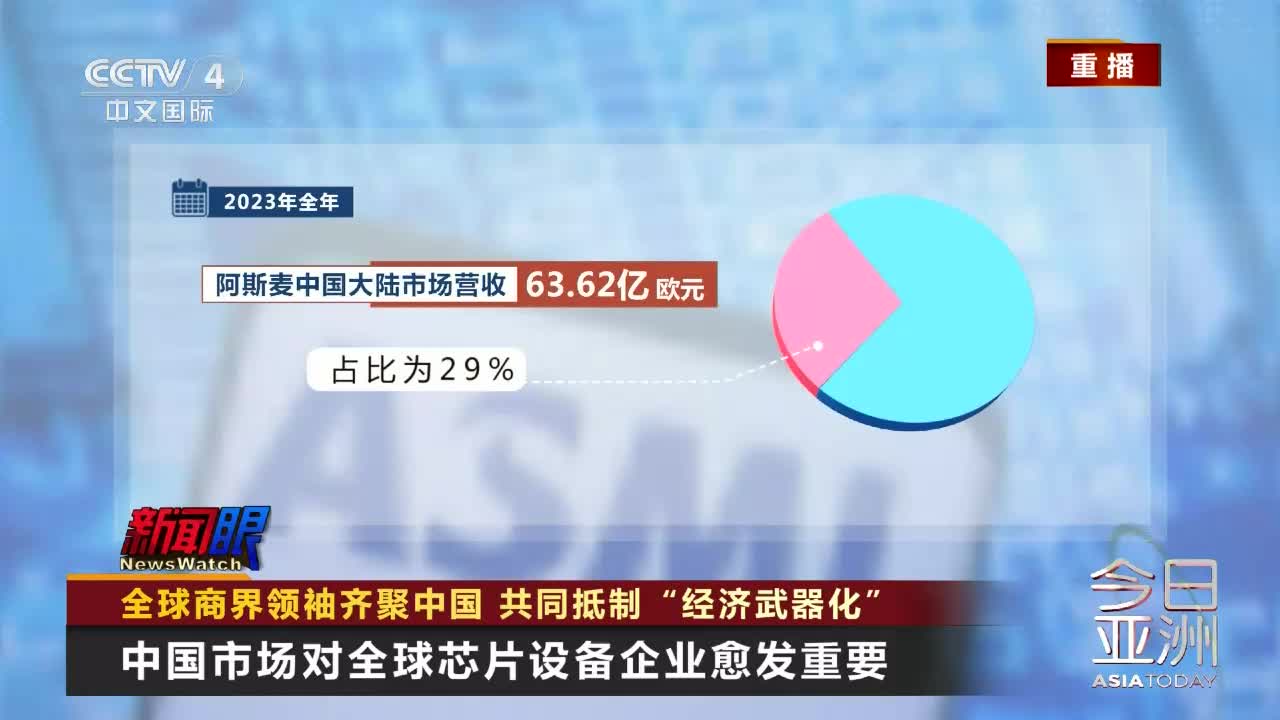 CCTV 4
中文国际
重播
2023年全年
阿斯麦中国大陆市场营收 63.62亿 欧元
占比为29%
ASML
新闻眼
NewsWatch
全球商界领袖齐聚中国 共同抵制“经济武器化”
中国市场对全球芯片设备企业愈发重要
今日
亚洲
ASIA TODAY